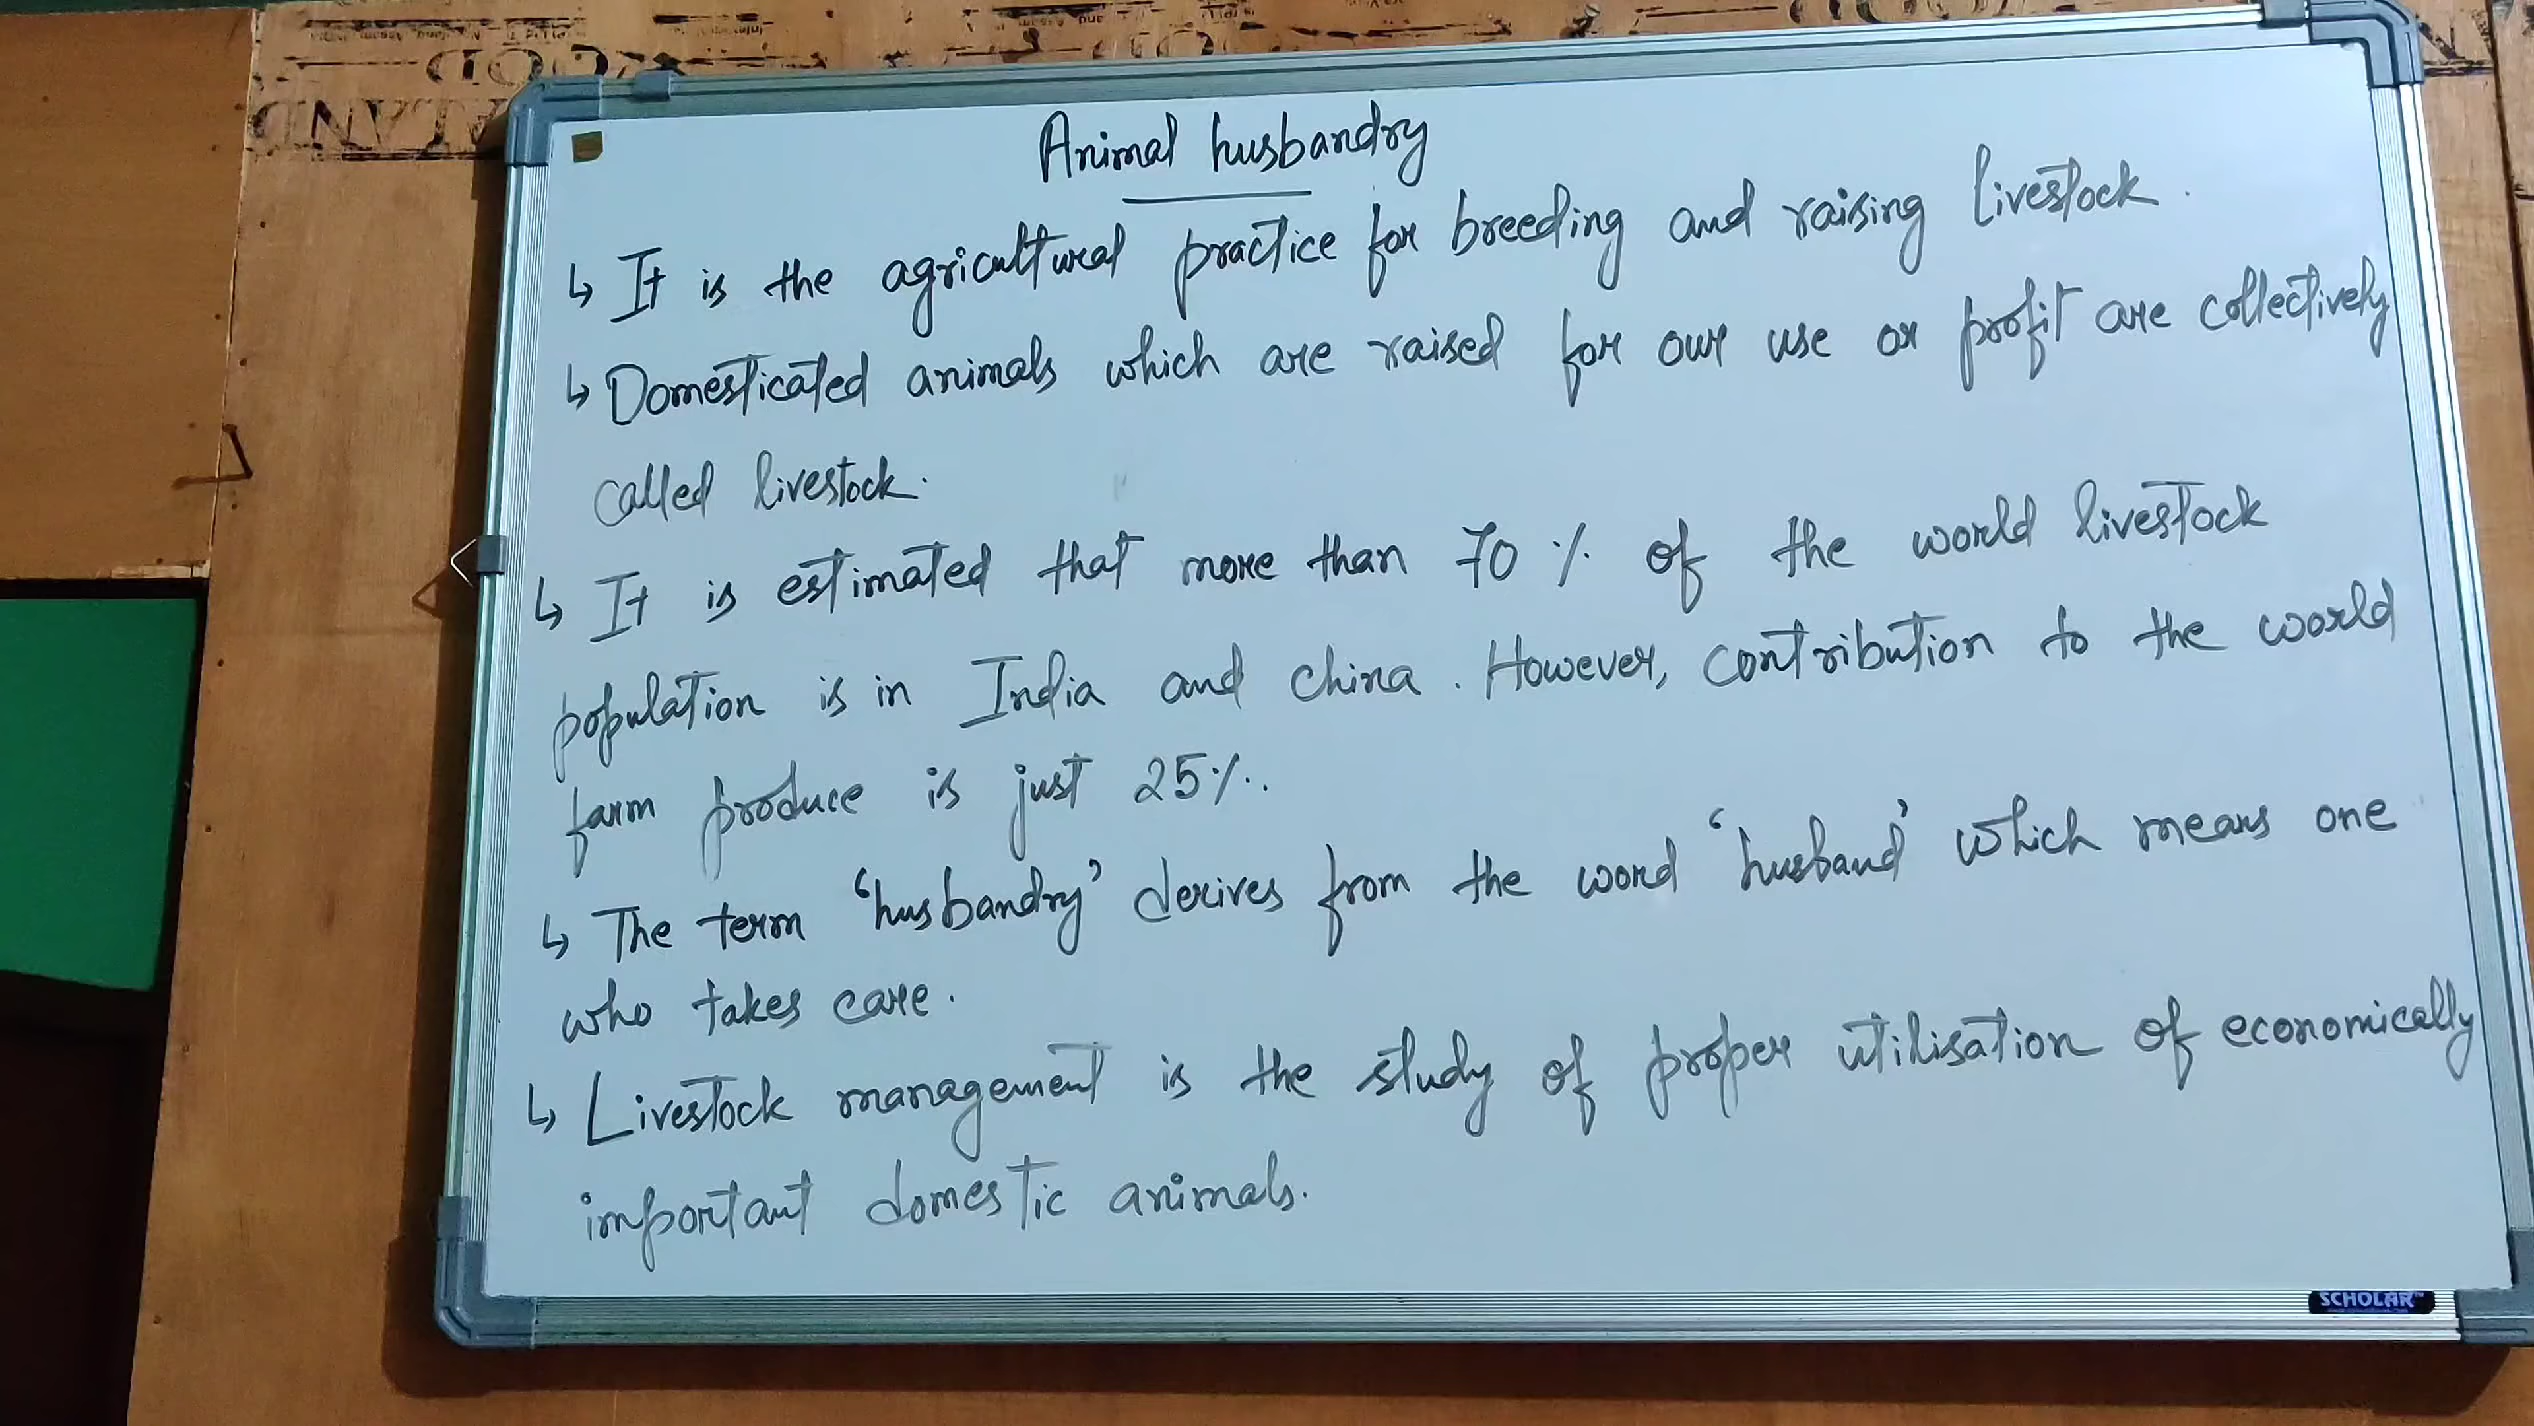 Animal husbandry
↳ It is the agricultural practice for breeding and raising livestock.
↳ Domesticated animals which are raised for our use or profit are collectively
called livestock.
↳ It is estimated that more than 70% of the world livestock
population is in India and china. However, contribution to the world
farm produce is just 25%.
↳ The term 'husbandry' derives from the word 'husband' which means one
who takes care.
↳ Livestock management is the study of proper utilisation of economically
important domestic animals.
SCHOLAR™